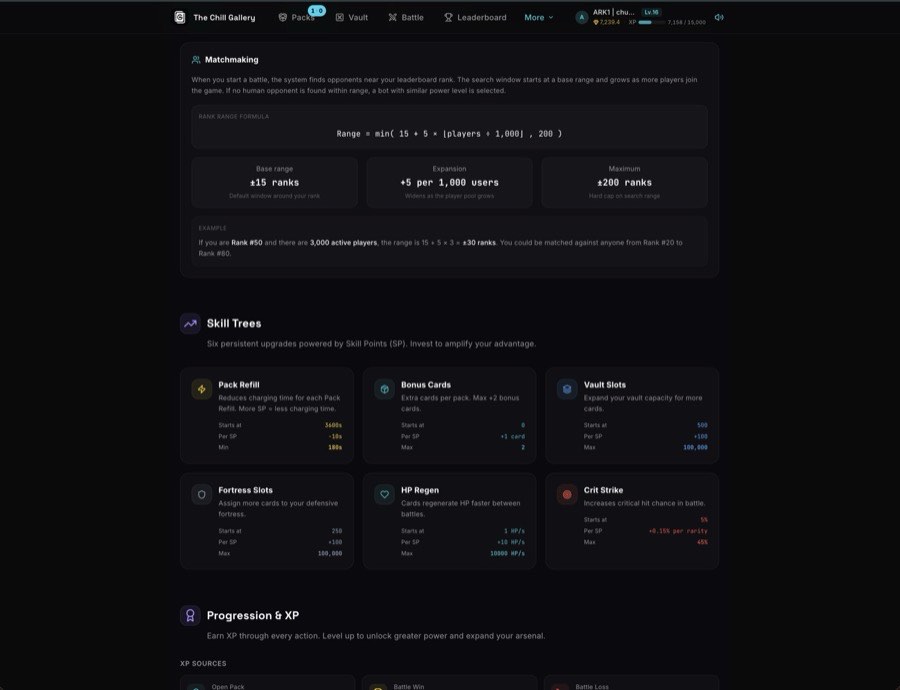 The Chill Gallery
Packs
1·0
Vault
Battle
Leaderboard
More
A
ARK1 | chu...
Lv.16
7,238.4
XP
7,158 / 15,000
Matchmaking
When you start a battle, the system finds opponents near your leaderboard rank. The search window starts at a base range and grows as more players join
the game. If no human opponent is found within range, a bot with similar power level is selected.
RANK RANGE FORMULA
Range = min( 15 + 5 × ⌊players ÷ 1,000⌋ , 200 )
Base range
±15 ranks
Default window around your rank
Expansion
+5 per 1,000 users
Widens as the player pool grows
Maximum
±200 ranks
Hard cap on search range
EXAMPLE
If you are Rank #50 and there are 3,000 active players, the range is 15 + 5 × 3 = ±30 ranks. You could be matched against anyone from Rank #20 to
Rank #80.
Skill Trees
Six persistent upgrades powered by Skill Points (SP). Invest to amplify your advantage.
Pack Refill
Reduces charging time for each Pack
Refill. More SP = less charging time.
Starts at 3600s
Per SP -10s
Min 180s
Bonus Cards
Extra cards per pack. Max +2 bonus
cards.
Starts at 0
Per SP +1 card
Max 2
Vault Slots
Expand your vault capacity for more
cards.
Starts at 500
Per SP +100
Max 100,000
Fortress Slots
Assign more cards to your defensive
fortress.
Starts at 250
Per SP +100
Max 100,000
HP Regen
Cards regenerate HP faster between
battles.
Starts at 1 HP/s
Per SP +10 HP/s
Max 10000 HP/s
Crit Strike
Increases critical hit chance in battle.
Starts at 5%
Per SP +0.15% per rarity
Max 45%
Progression & XP
Earn XP through every action. Level up to unlock greater power and expand your arsenal.
XP SOURCES
Open Pack
Battle Win
Battle Loss